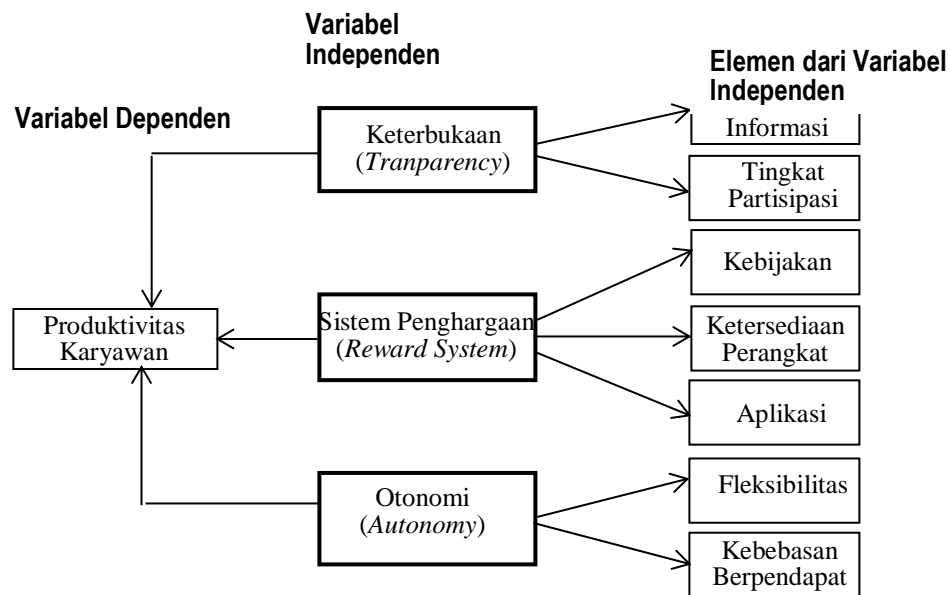 Variabel
Independen
Elemen dari Variabel
Independen
Variabel Dependen
Keterbukaan
(Tranparency)
Informasi
Tingkat
Partisipasi
Kebijakan
Produktivitas
Karyawan
Sistem Penghargaan
(Reward System)
Ketersediaan
Perangkat
Aplikasi
Otonomi
(Autonomy)
Fleksibilitas
Kebebasan
Berpendapat